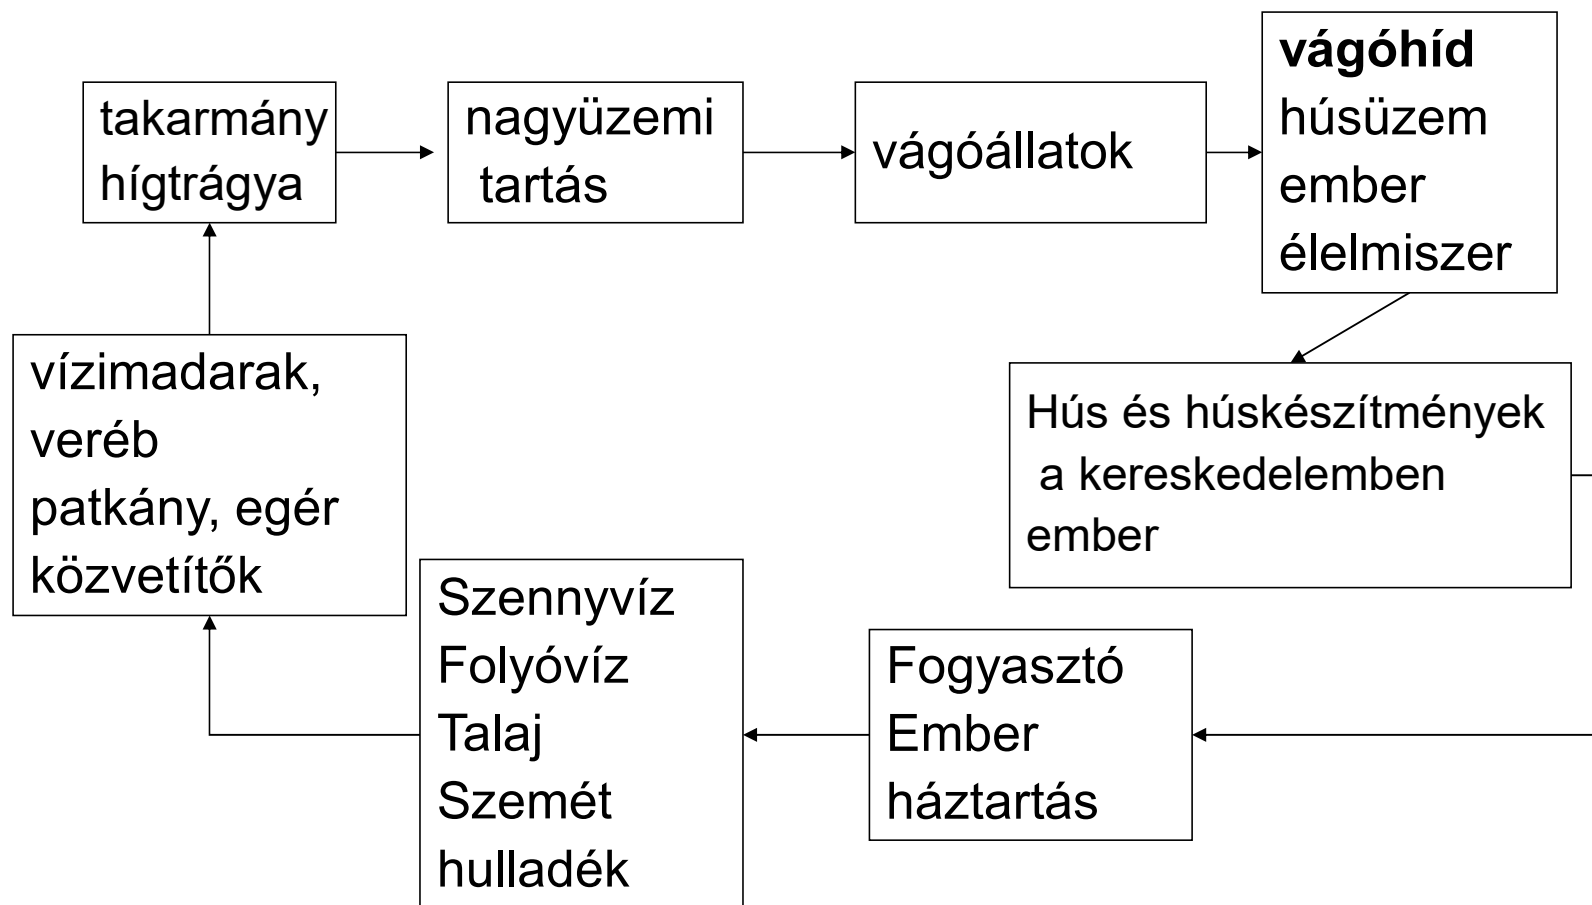 takarmány
hígtrágya
nagyüzemi
tartás
vágóállatok
vágóhíd
húsüzem
ember
élelmiszer
Hús és húskészítmények
a kereskedelemben
ember
Fogyasztó
Ember
háztartás
Szennyvíz
Folyóvíz
Talaj
Szemét
hulladék
vízimadarak,
veréb
patkány, egér
közvetítők